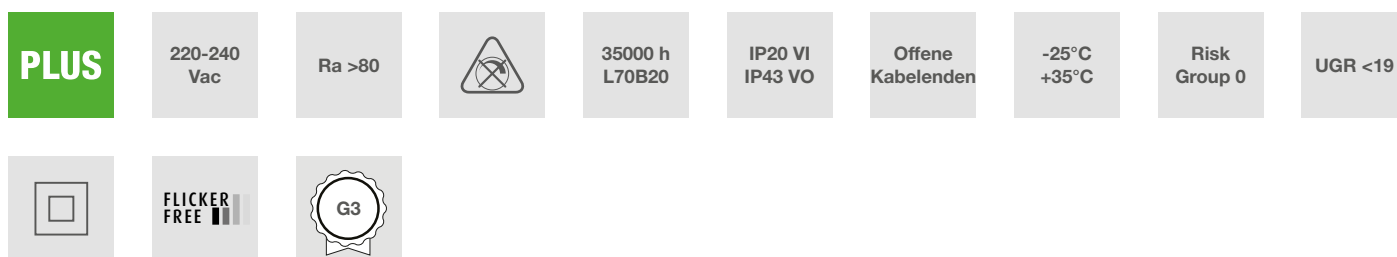 PLUS
220-240
Vac
Ra >80
35000 h
L70B20
IP20 VI
IP43 VO
Offene
Kabelenden
-25°C
+35°C
Risk
Group 0
UGR <19
FLICKER
FREE
G3